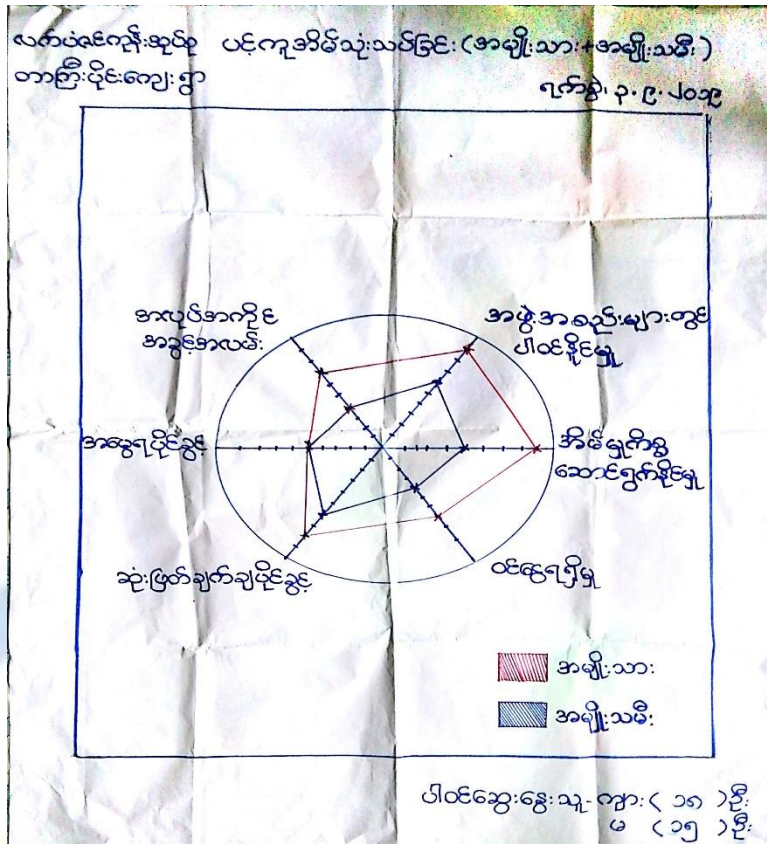 လက်ပံဇင်ကုန်းအုပ်စု ပင့်ကူအိမ်သုံးသပ်ခြင်း (အမျိုးသား+အမျိုးသမီး)
တာကြီးပိုင်းကျေးရွာ
ရက်စွဲ၊ ၃.၉.၂၀၁၉
အလုပ်အကိုင်
အခွင့်အလမ်း
အဖွဲ့အစည်းများတွင်
ပါဝင်နိုင်မှု
အမွေရပိုင်ခွင့်
အိမ်မှုကိစ္စ
ဆောင်ရွက်နိုင်မှု
ဆုံးဖြတ်ချက်ချပိုင်ခွင့်
ဝင်ငွေရရှိမှု
အမျိုးသား
အမျိုးသမီး
ပါဝင်ဆွေးနွေးသူ-ကျား (၁၈) ဦး
မ (၁၅) ဦး